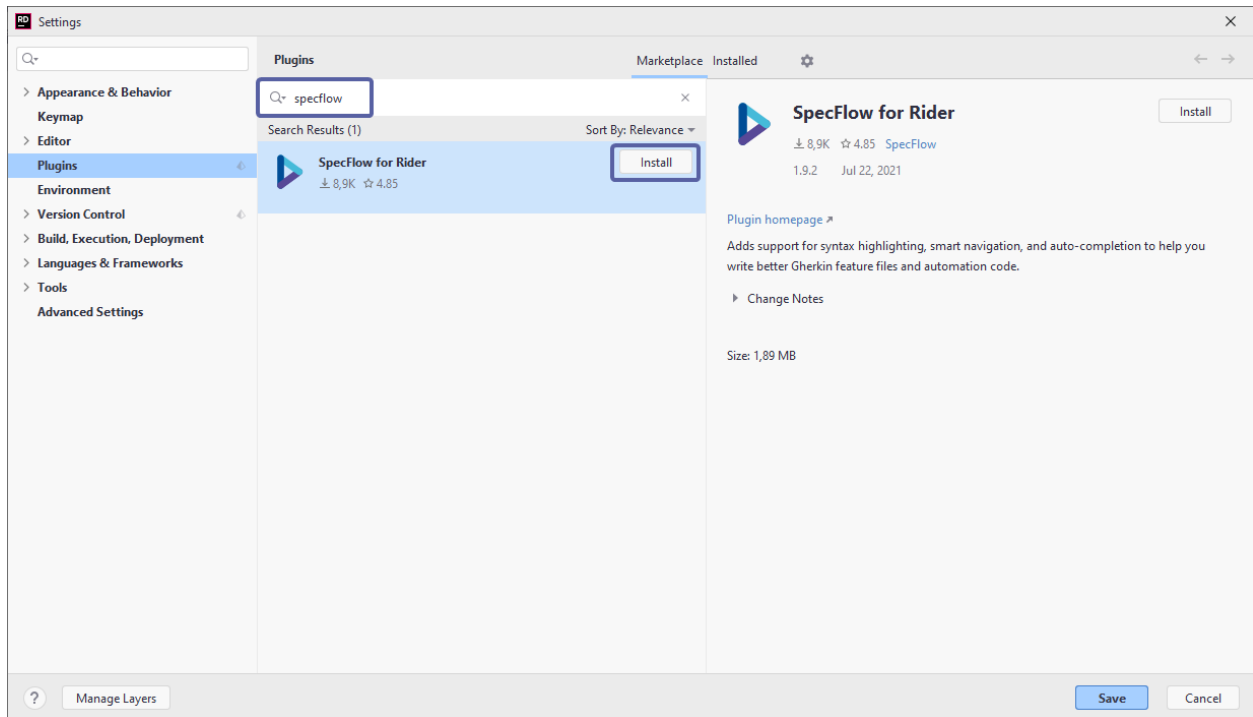 RD Settings
Appearance & Behavior
Keymap
Editor
Plugins
Environment
Version Control
Build, Execution, Deployment
Languages & Frameworks
Tools
Advanced Settings
Plugins
Marketplace Installed
specflow
Search Results (1) Sort By: Relevance
SpecFlow for Rider
8,9K 4.85
Install
SpecFlow for Rider
Install
8,9K 4.85 SpecFlow
1.9.2 Jul 22, 2021
Plugin homepage
Adds support for syntax highlighting, smart navigation, and auto-completion to help you
write better Gherkin feature files and automation code.
Change Notes
Size: 1,89 MB
? Manage Layers Save Cancel